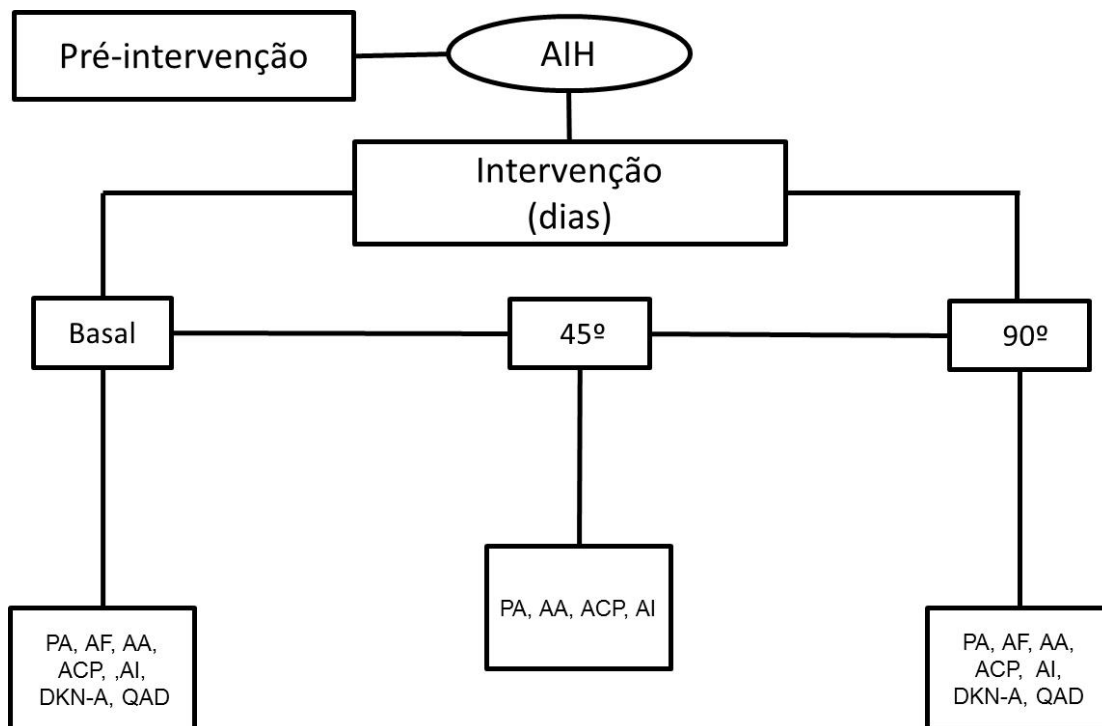 Pré-intervenção
AIH
Intervenção
(dias)
Basal
45º
90º
PA, AF, AA,
ACP, ,AI,
DKN-A, QAD
PA, AA, ACP, AI
PA, AF, AA,
ACP, AI,
DKN-A, QAD